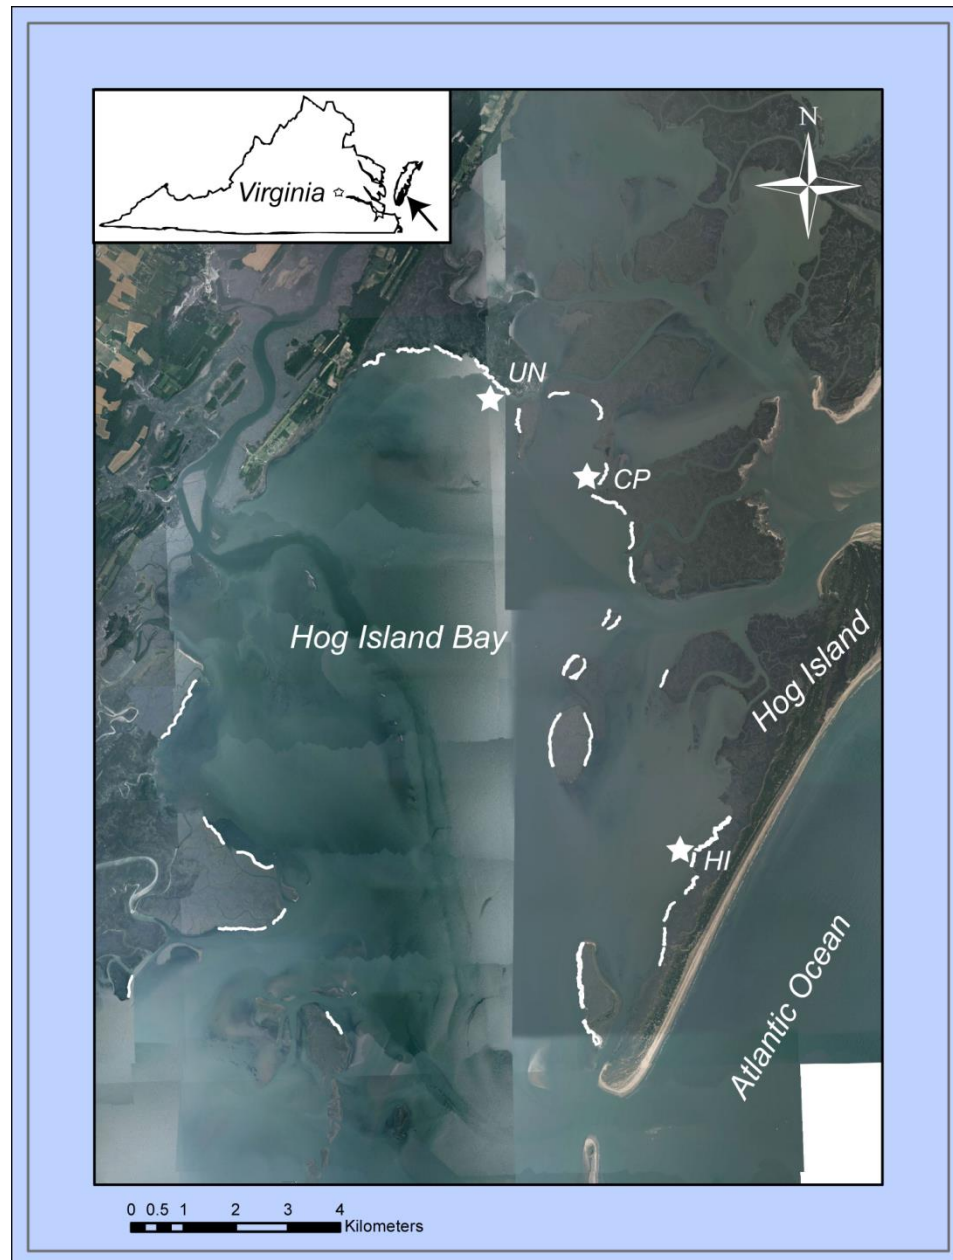 N
Virginia
UN
CP
Hog Island Bay
Hog Island
HI
Atlantic Ocean
0 0.5 1 2 3 4
Kilometers